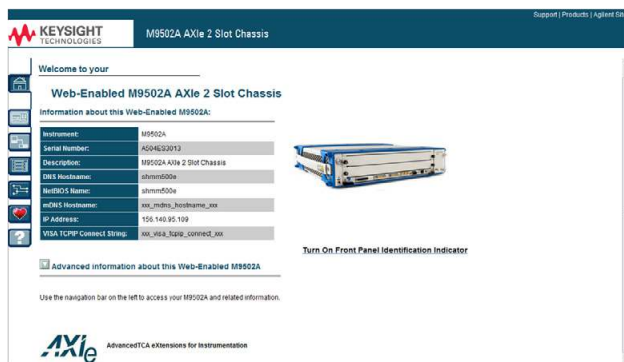 Support | Products | Agilent Sit
KEYSIGHT
TECHNOLOGIES
M9502A AXIe 2 Slot Chassis
Welcome to your
Web-Enabled M9502A AXIe 2 Slot Chassis
Information about this Web-Enabled M9502A:
Instrument: M9502A
Serial Number: A504ES3013
Description: M9502A AXIe 2 Slot Chassis
DNS Hostname: shmm500e
NetBIOS Name: shmm500e
mDNS Hostname: xxx_mdns_hostname_xxx
IP Address: 156.140.95.109
VISA TCPIP Connect String: xxx_visa_tcpip_connect_xxx
Turn On Front Panel Identification Indicator
Advanced information about this Web-Enabled M9502A
Use the navigation bar on the left to access your M9502A and related information.
AXIe
AdvancedTCA eXtensions for Instrumentation